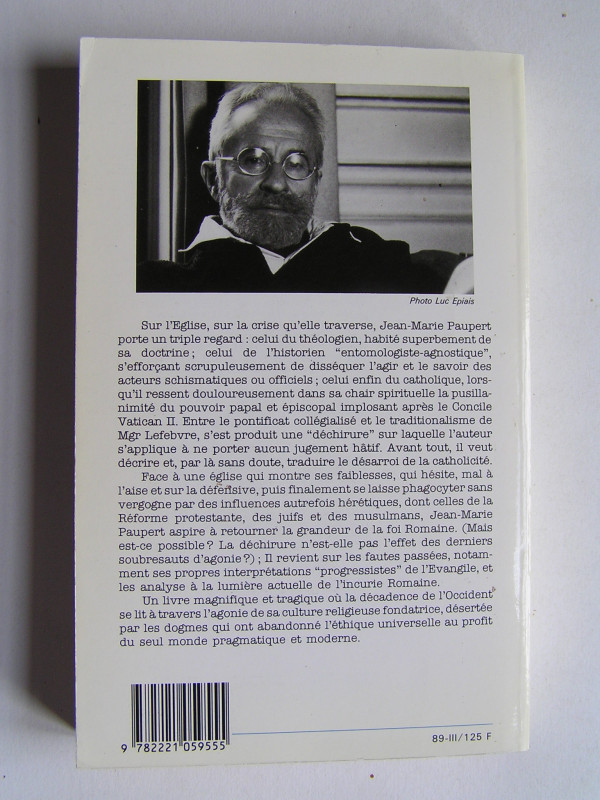 Photo Luc Epiais
Sur l'Eglise, sur la crise qu'elle traverse, Jean-Marie Paupert
porte un triple regard : celui du théologien, habité superbement de
sa doctrine ; celui de l'historien "entomologiste-agnostique",
s'efforçant scrupuleusement de disséquer l'agir et le savoir des
acteurs schismatiques ou officiels ; celui enfin du catholique, lors-
qu'il ressent douloureusement dans sa chair spirituelle la pusilla-
nimité du pouvoir papal et épiscopal implosant après le Concile
Vatican II. Entre le pontificat collégialisé et le traditionalisme de
Mgr Lefebvre, s'est produit une "déchirure" sur laquelle l'auteur
s'applique à ne porter aucun jugement hâtif. Avant tout, il veut
décrire et, par là sans doute, traduire le désarroi de la catholicité.
Face à une église qui montre ses faiblesses, qui hésite, mal à
l'aise et sur la défensive, puis finalement se laisse phagocyter sans
vergogne par des influences autrefois hérétiques, dont celles de la
Réforme protestante, des juifs et des musulmans, Jean-Marie
Paupert aspire à retourner la grandeur de la foi Romaine. (Mais
est-ce possible ? La déchirure n'est-elle pas l'effet des derniers
soubresauts d'agonie ?) ; Il revient sur les fautes passées, notam-
ment ses propres interprétations "progressistes" de l'Evangile, et
les analyse à la lumière actuelle de l'incurie Romaine.
Un livre magnifique et tragique où la décadence de l'Occident
se lit à travers l'agonie de sa culture religieuse fondatrice, désertée
par les dogmes qui ont abandonné l'éthique universelle au profit
du seul monde pragmatique et moderne.
9 782221 059555
89-III/125 F